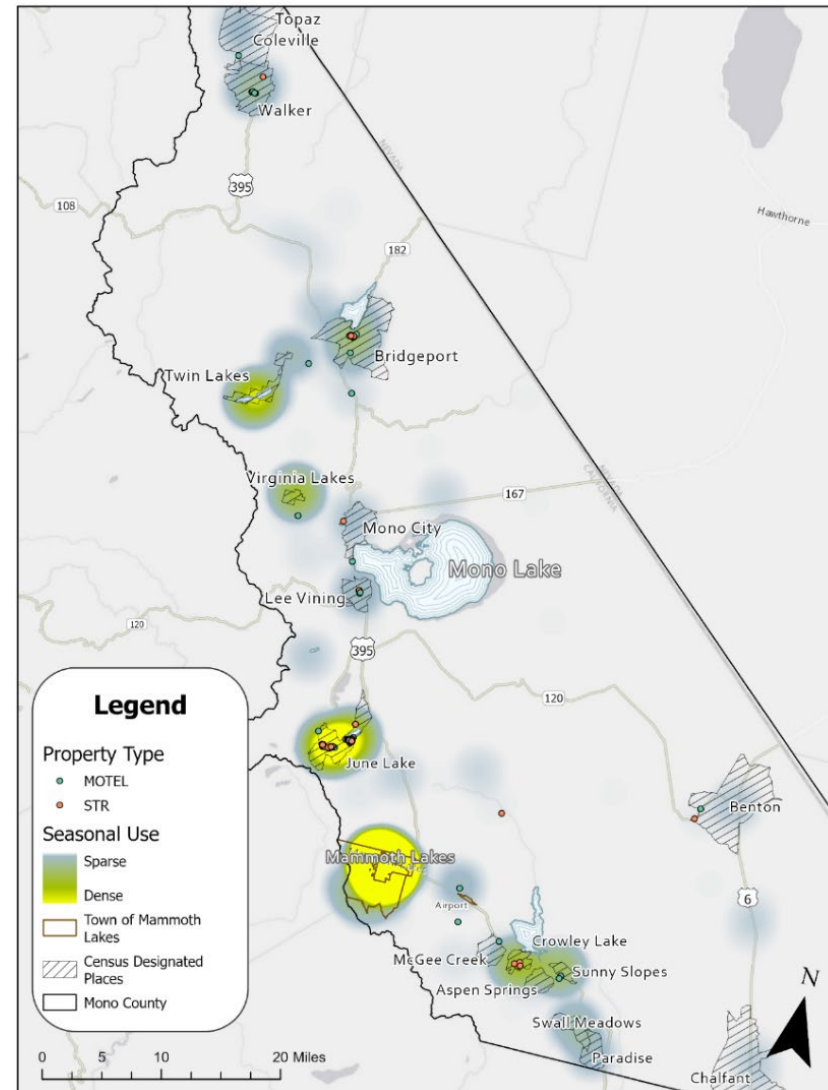 Topaz
Coleville
Walker
NEVADA
395
108
Hawthorne
182
Bridgeport
Twin Lakes
Virginia Lakes
167
NEVADA
CALIFORNIA
Mono City
Mono Lake
Lee Vining
120
395
120
Legend
Property Type
MOTEL
STR
Seasonal Use
Sparse
Dense
Town of Mammoth
Lakes
Census Designated
Places
Mono County
June Lake
Benton
Mammoth Lakes
6
Airport
Crowley Lake
McGee Creek
Sunny Slopes
Aspen Springs
Swall Meadows
Paradise
N
Chalfant
0 5 10 20 Miles